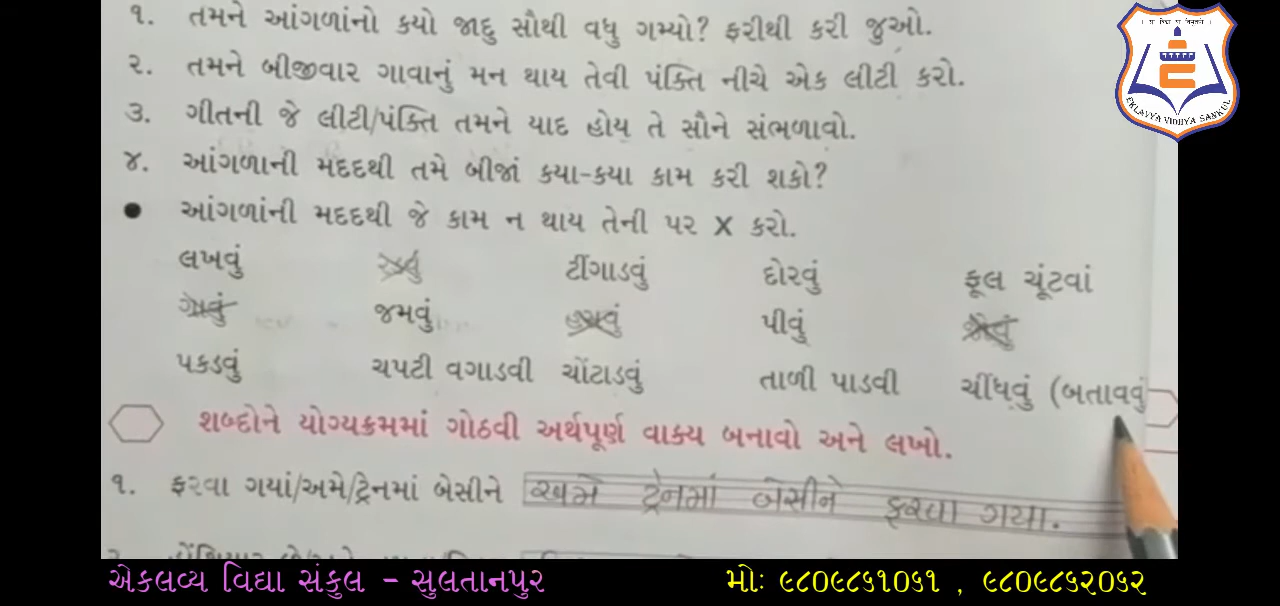 ૧. તમને આંગળાંનો કયો જાદુ સૌથી વધુ ગમ્યો? ફરીથી કરી જુઓ.
૨. તમને બીજીવાર ગાવાનું મન થાય તેવી પંક્તિ નીચે એક લીટી કરો.
૩. ગીતની જે લીટી/પંક્તિ તમને યાદ હોય તે સૌને સંભળાવો.
૪. આંગળાની મદદથી તમે બીજાં કયા-કયા કામ કરી શકો?
● આંગળાંની મદદથી જે કામ ન થાય તેની પર X કરો.
લખવું ટીંગાડવું દોરવું ફૂલ ચૂંટવાં
ગાવું જમવું પીવું
પકડવું ચપટી વગાડવી ચોંટાડવું તાળી પાડવી ચીંધવું (બતાવવું
શબ્દોને યોગ્યક્રમમાં ગોઠવી અર્થપૂર્ણ વાક્ય બનાવો અને લખો.
૧. ફરવા ગયાં/અમે/ટ્રેનમાં બેસીને અમે ટ્રેનમાં બેસીને ફરવા ગયા.
EKLAVYA VIDHYA SANKUL
એકલવ્ય વિદ્યા સંકુલ - સુલતાનપુર મોઃ ૯૮૦૯૮૬૧૦૬૧ , ૯૮૦૯૮૬૨૦૬૨